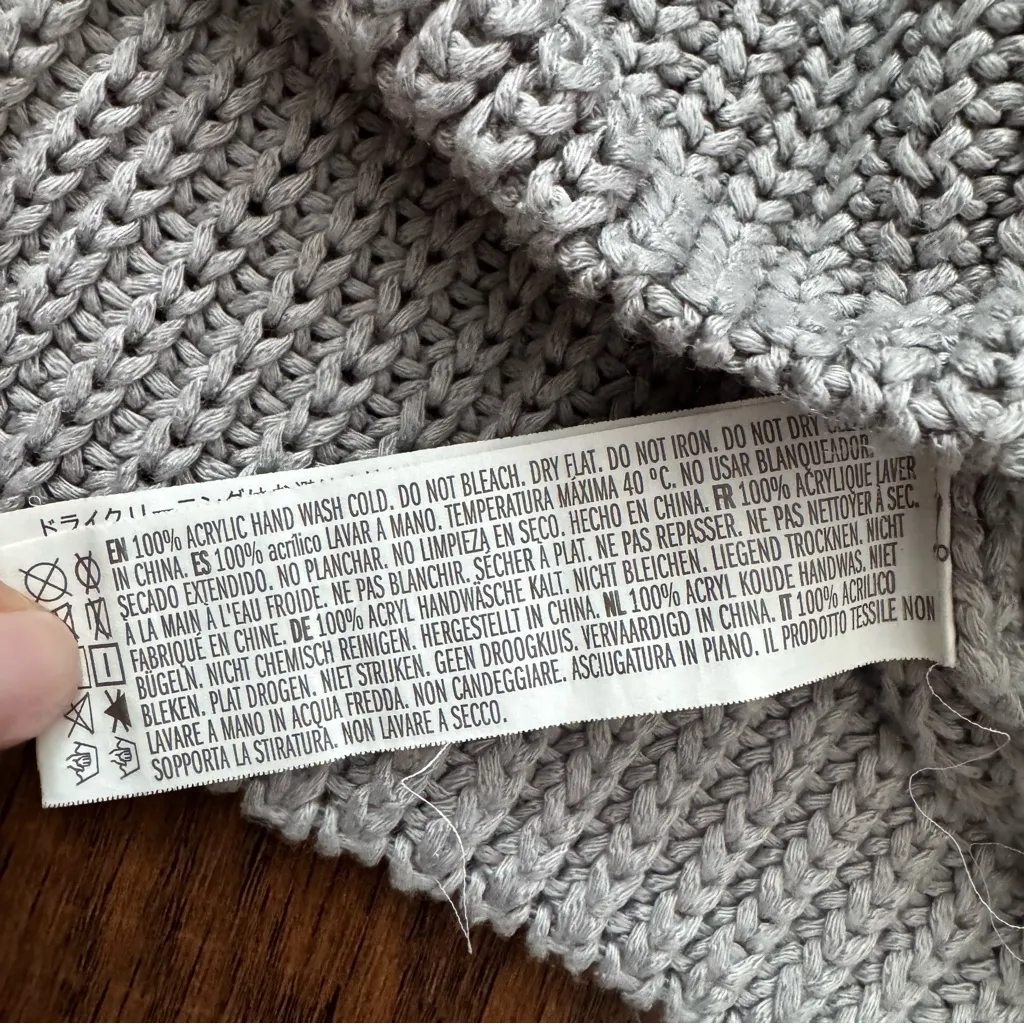 ドライクリーニングはお避け
EN 100% ACRYLIC HAND WASH COLD. DO NOT BLEACH. DRY FLAT. DO NOT IRON. DO NOT DRY
IN CHINA. ES 100% acrílico LAVAR A MANO. TEMPERATURA MÁXIMA 40 °C. NO USAR BLANQUEADOR.
SECADO EXTENDIDO. NO PLANCHAR. NO LIMPIEZA EN SECO. HECHO EN CHINA. FR 100% ACRYLIQUE LAVER
À LA MAIN À L'EAU FROIDE. NE PAS BLANCHIR. SÉCHER À PLAT. NE PAS REPASSER. NE PAS NETTOYER À SEC.
FABRIQUÉ EN CHINE. DE 100% ACRYL HANDWÄSCHE KALT. NICHT BLEICHEN. LIEGEND TROCKNEN. NICHT
BÜGELN. NICHT CHEMISCH REINIGEN. HERGESTELLT IN CHINA. NL 100% ACRYL KOUDE HANDWAS. NIET
BLEKEN. PLAT DROGEN. NIET STRIJKEN. GEEN DROOGKUIS. VERVAARDIGD IN CHINA. IT 100% ACRILICO
LAVARE A MANO IN ACQUA FREDDA. NON CANDEGGIARE. ASCIUGATURA IN PIANO. IL PRODOTTO TESSILE NON
SOPPORTA LA STIRATURA. NON LAVARE A SECCO.